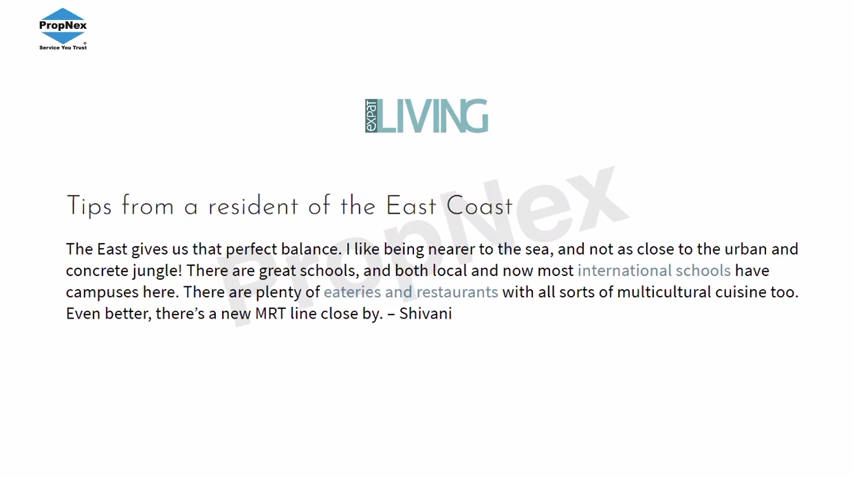 PropNex
Service You Trust
expat LIVING
Tips from a resident of the East Coast
The East gives us that perfect balance. I like being nearer to the sea, and not as close to the urban and
concrete jungle! There are great schools, and both local and now most international schools have
campuses here. There are plenty of eateries and restaurants with all sorts of multicultural cuisine too.
Even better, there's a new MRT line close by. – Shivani
PropNex